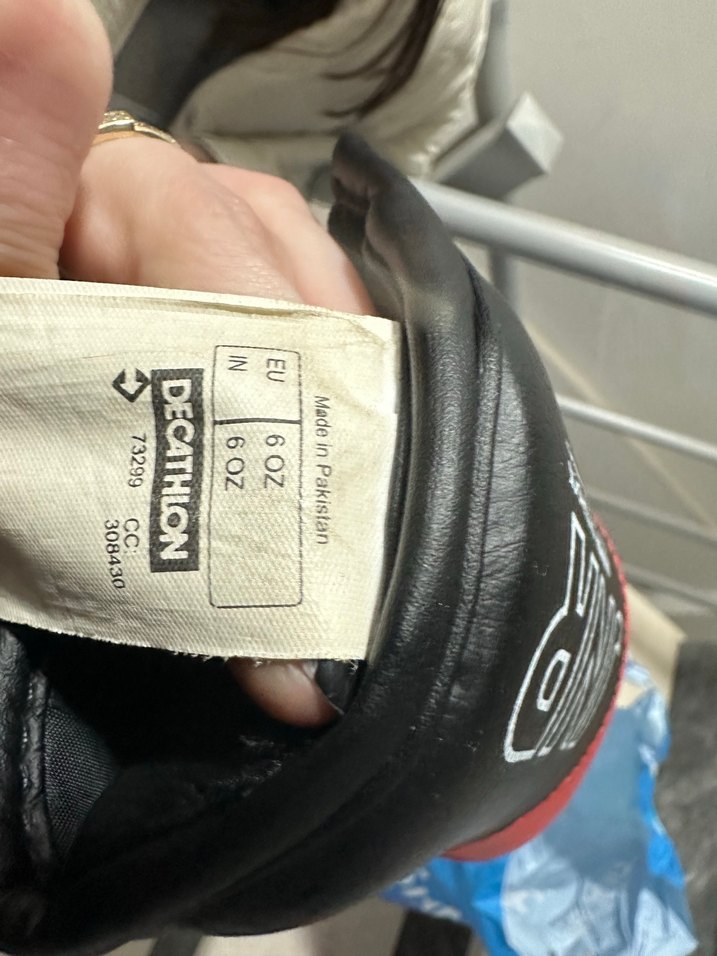 Made in Pakistan
EU 6 OZ
IN 6 OZ
DECATHLON
73299 CC:
308430